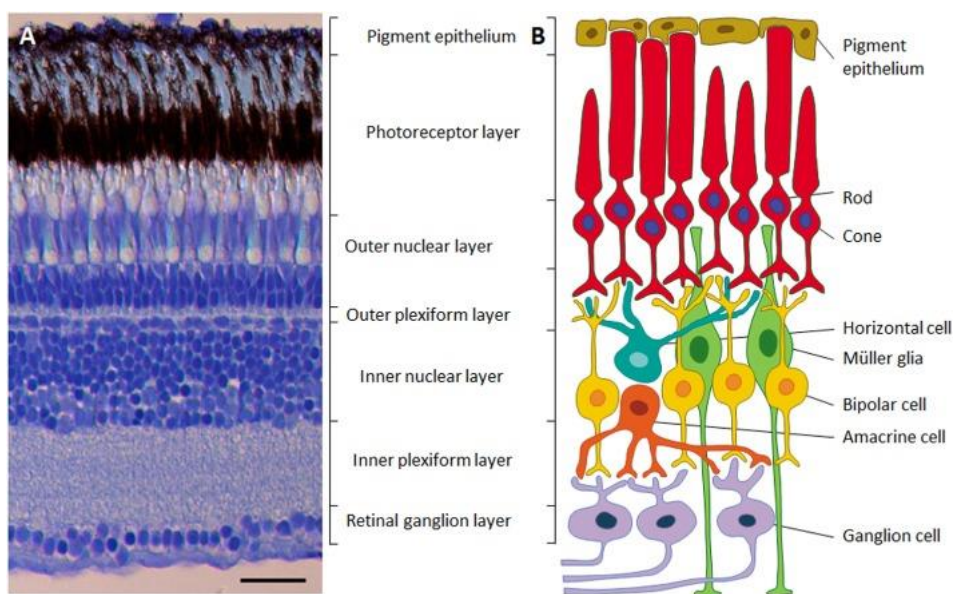 A
B
Pigment epithelium
Photoreceptor layer
Outer nuclear layer
Outer plexiform layer
Inner nuclear layer
Inner plexiform layer
Retinal ganglion layer
Pigment
epithelium
Rod
Cone
Horizontal cell
Müller glia
Bipolar cell
Amacrine cell
Ganglion cell